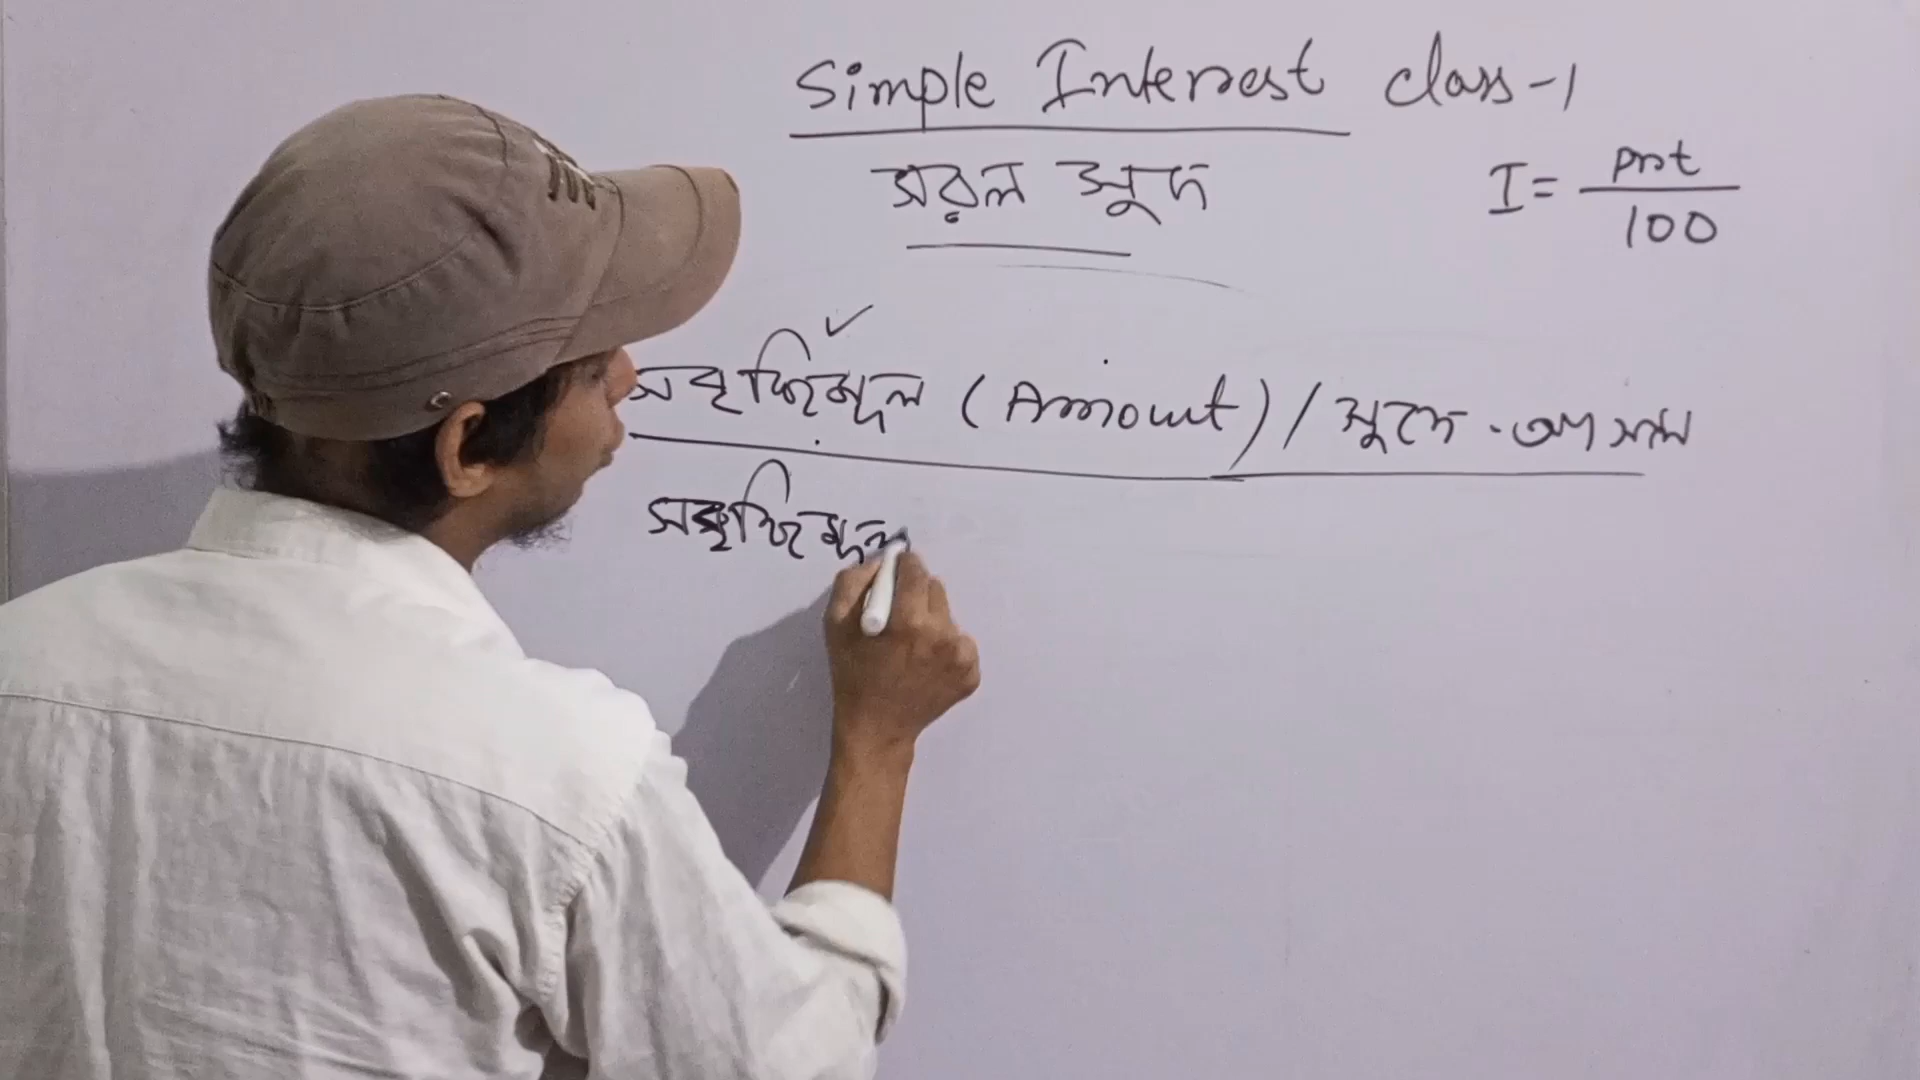 Simple Interest class-1
সরল সুদ
I = prt
100
সবৃদ্ধিমূল (Amount) / সুদে-আসল
সবৃদ্ধিমূল